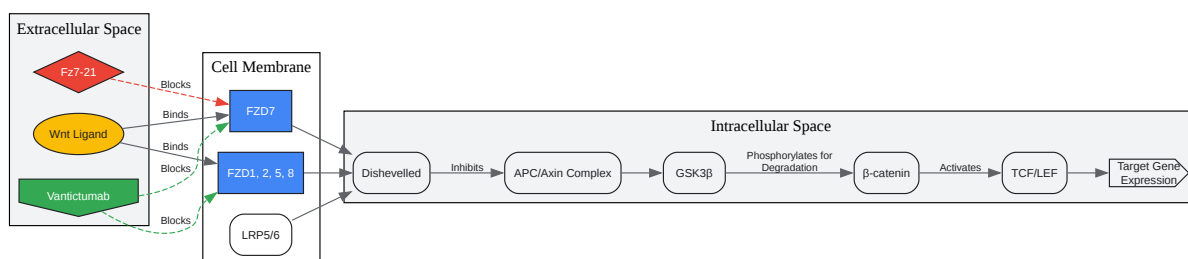 Extracellular Space
Fz7-21
Wnt Ligand
Vantictumab
Blocks
Binds
Binds
Blocks
Blocks
Cell Membrane
FZD7
FZD1, 2, 5, 8
LRP5/6
Intracellular Space
Dishevelled
Inhibits
APC/Axin Complex
GSK3β
Phosphorylates for
Degradation
β-catenin
Activates
TCF/LEF
Target Gene
Expression